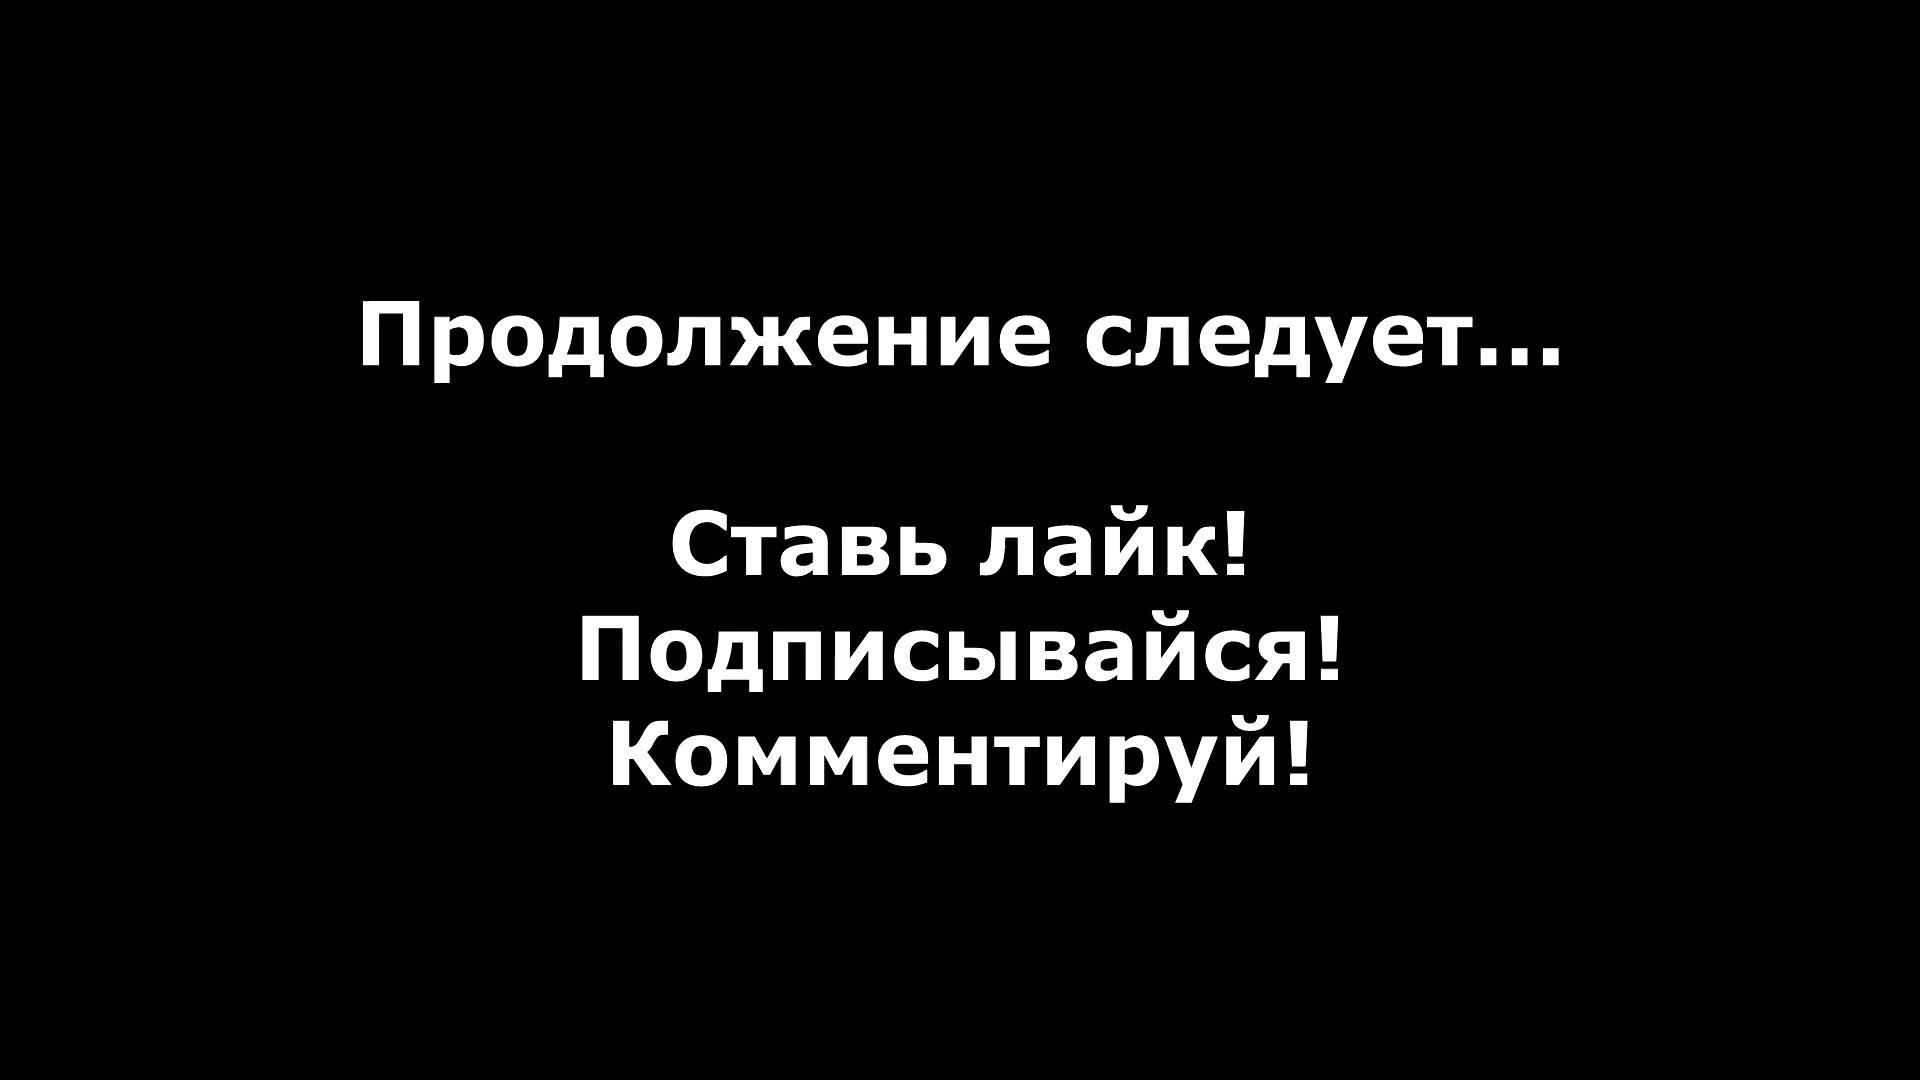 Продолжение следует...
Ставь лайк!
Подписывайся!
Комментируй!